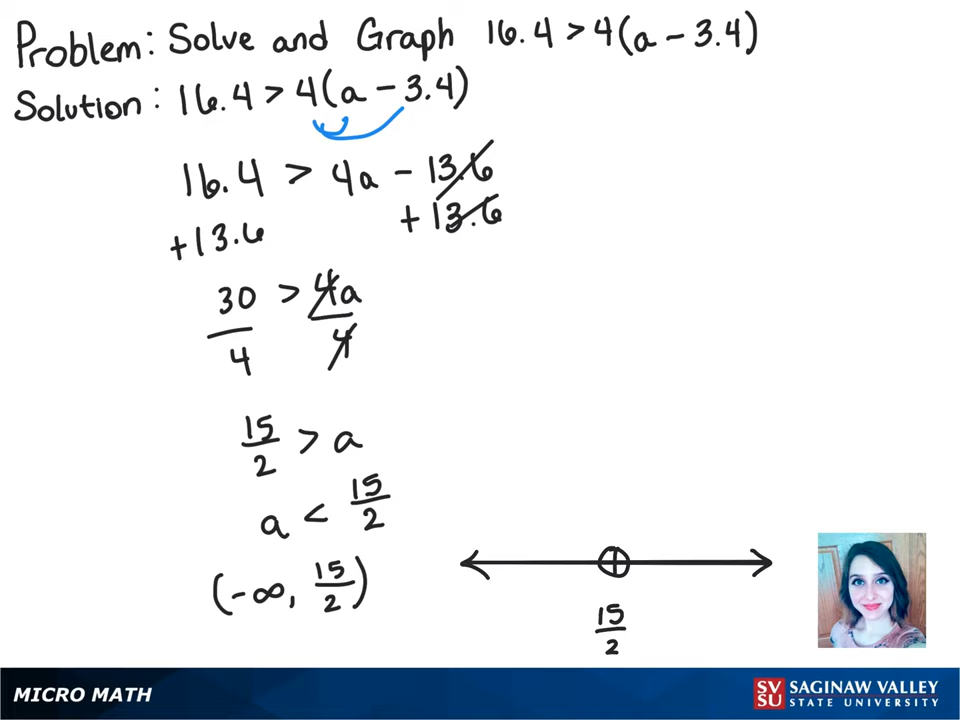 Problem: Solve and Graph 16.4 > 4(a - 3.4)
Solution: 16.4 > 4(a - 3.4)
16.4 > 4a - 13.6
+13.6 +13.6
30 > 4a
4 4
15/2 > a
a < 15/2
(-∞, 15/2)
15/2
MICRO MATH
SV SU SAGINAW VALLEY
STATE UNIVERSITY